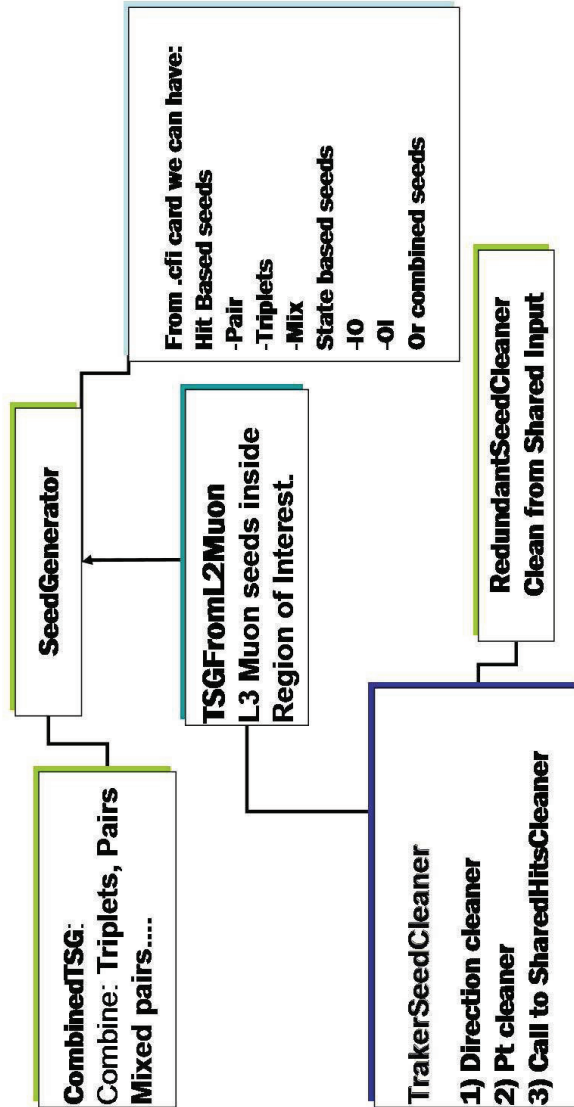 CombinedTSG:
Combine: Triplets, Pairs
Mixed pairs....
SeedGenerator
From .cfi card we can have:
Hit Based seeds
-Pair
-Triplets
-Mix
State based seeds
-IO
-OI
Or combined seeds
TSGFromL2Muon
L3 Muon seeds inside
Region of Interest.
TrakerSeedCleaner
1) Direction cleaner
2) Pt cleaner
3) Call to SharedHitsCleaner
RedundantSeedCleaner
Clean from Shared Input